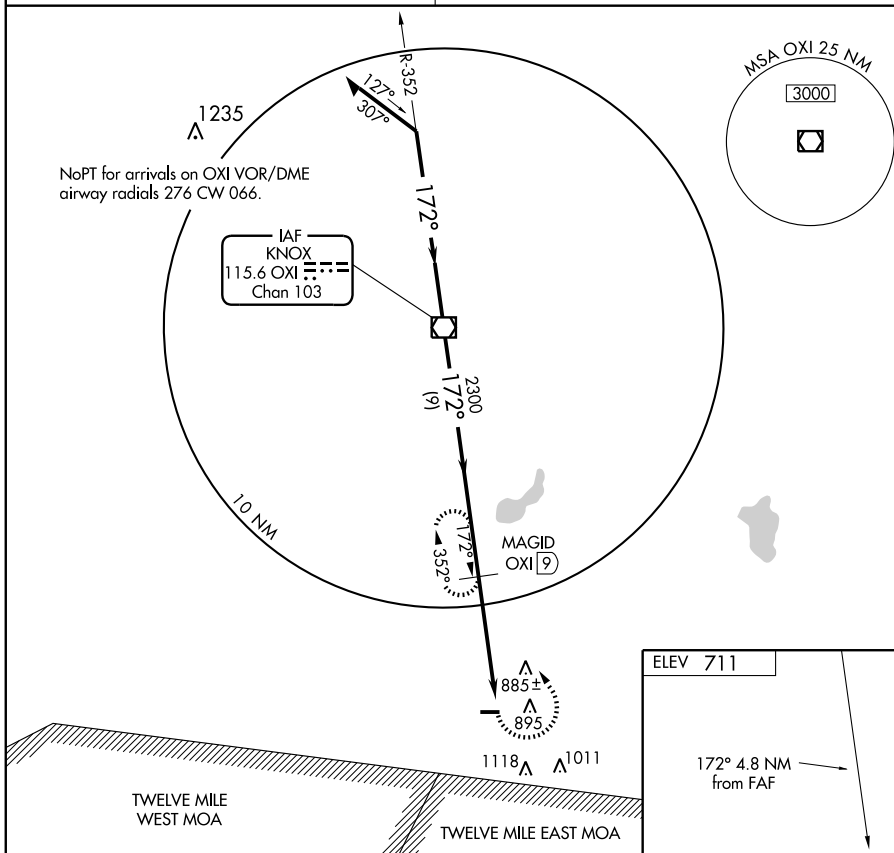 R-352
127°
307°
1235
MSA OXI 25 NM
3000
NoPT for arrivals on OXI VOR/DME
airway radials 276 CW 066.
172°
IAF
KNOX
115.6 OXI
Chan 103
2300
172°
(9)
10 NM
172°
352°
MAGID
OXI 9
885±
895
1118
1011
TWELVE MILE
WEST MOA
TWELVE MILE EAST MOA
ELEV 711
172° 4.8 NM
from FAF